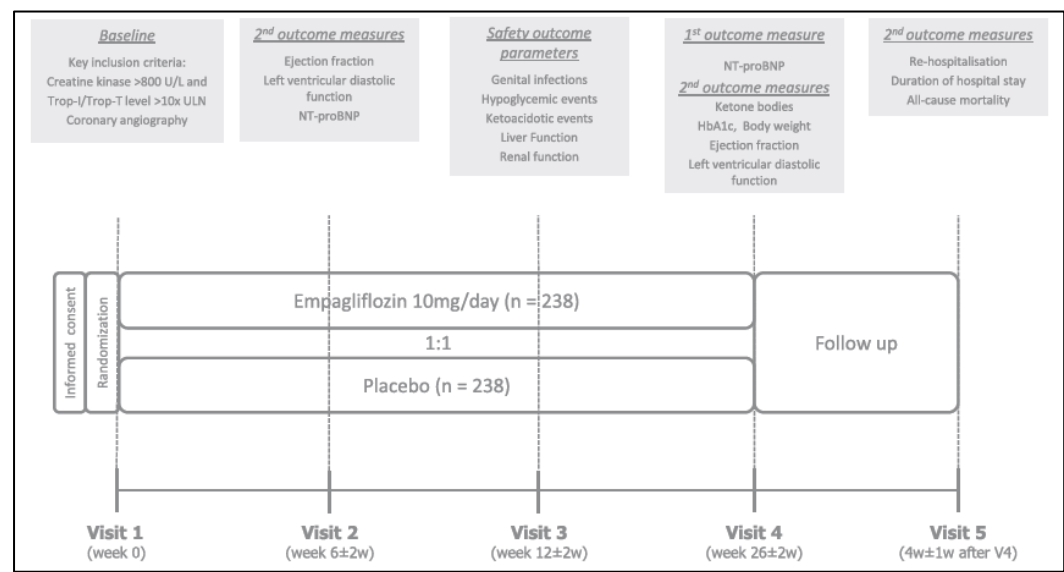 Baseline
Key inclusion criteria:
Creatine kinase >800 U/L and
Trop-I/Trop-T level >10x ULN
Coronary angiography
2nd outcome measures
Ejection fraction
Left ventricular diastolic
function
NT-proBNP
Safety outcome
parameters
Genital infections
Hypoglycemic events
Ketoacidotic events
Liver Function
Renal function
1st outcome measure
NT-proBNP
2nd outcome measures
Ketone bodies
HbA1c, Body weight
Ejection fraction
Left ventricular diastolic
function
2nd outcome measures
Re-hospitalisation
Duration of hospital stay
All-cause mortality
Informed consent
Randomization
Empagliflozin 10mg/day (n = 238)
1:1
Placebo (n = 238)
Follow up
Visit 1
(week 0)
Visit 2
(week 6±2w)
Visit 3
(week 12±2w)
Visit 4
(week 26±2w)
Visit 5
(4w±1w after V4)